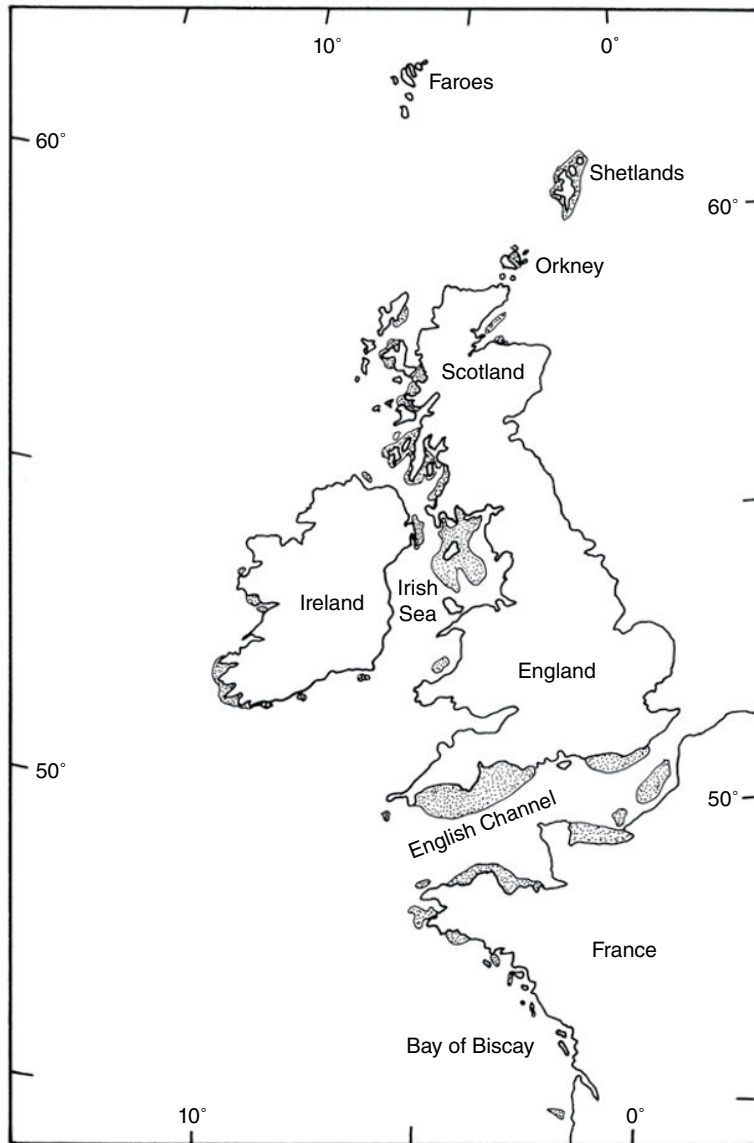 10° 0°
Faroes
60°
Shetlands
60°
Orkney
Scotland
Irish
Sea
Ireland
England
50°
50°
English Channel
France
Bay of Biscay
10° 0°